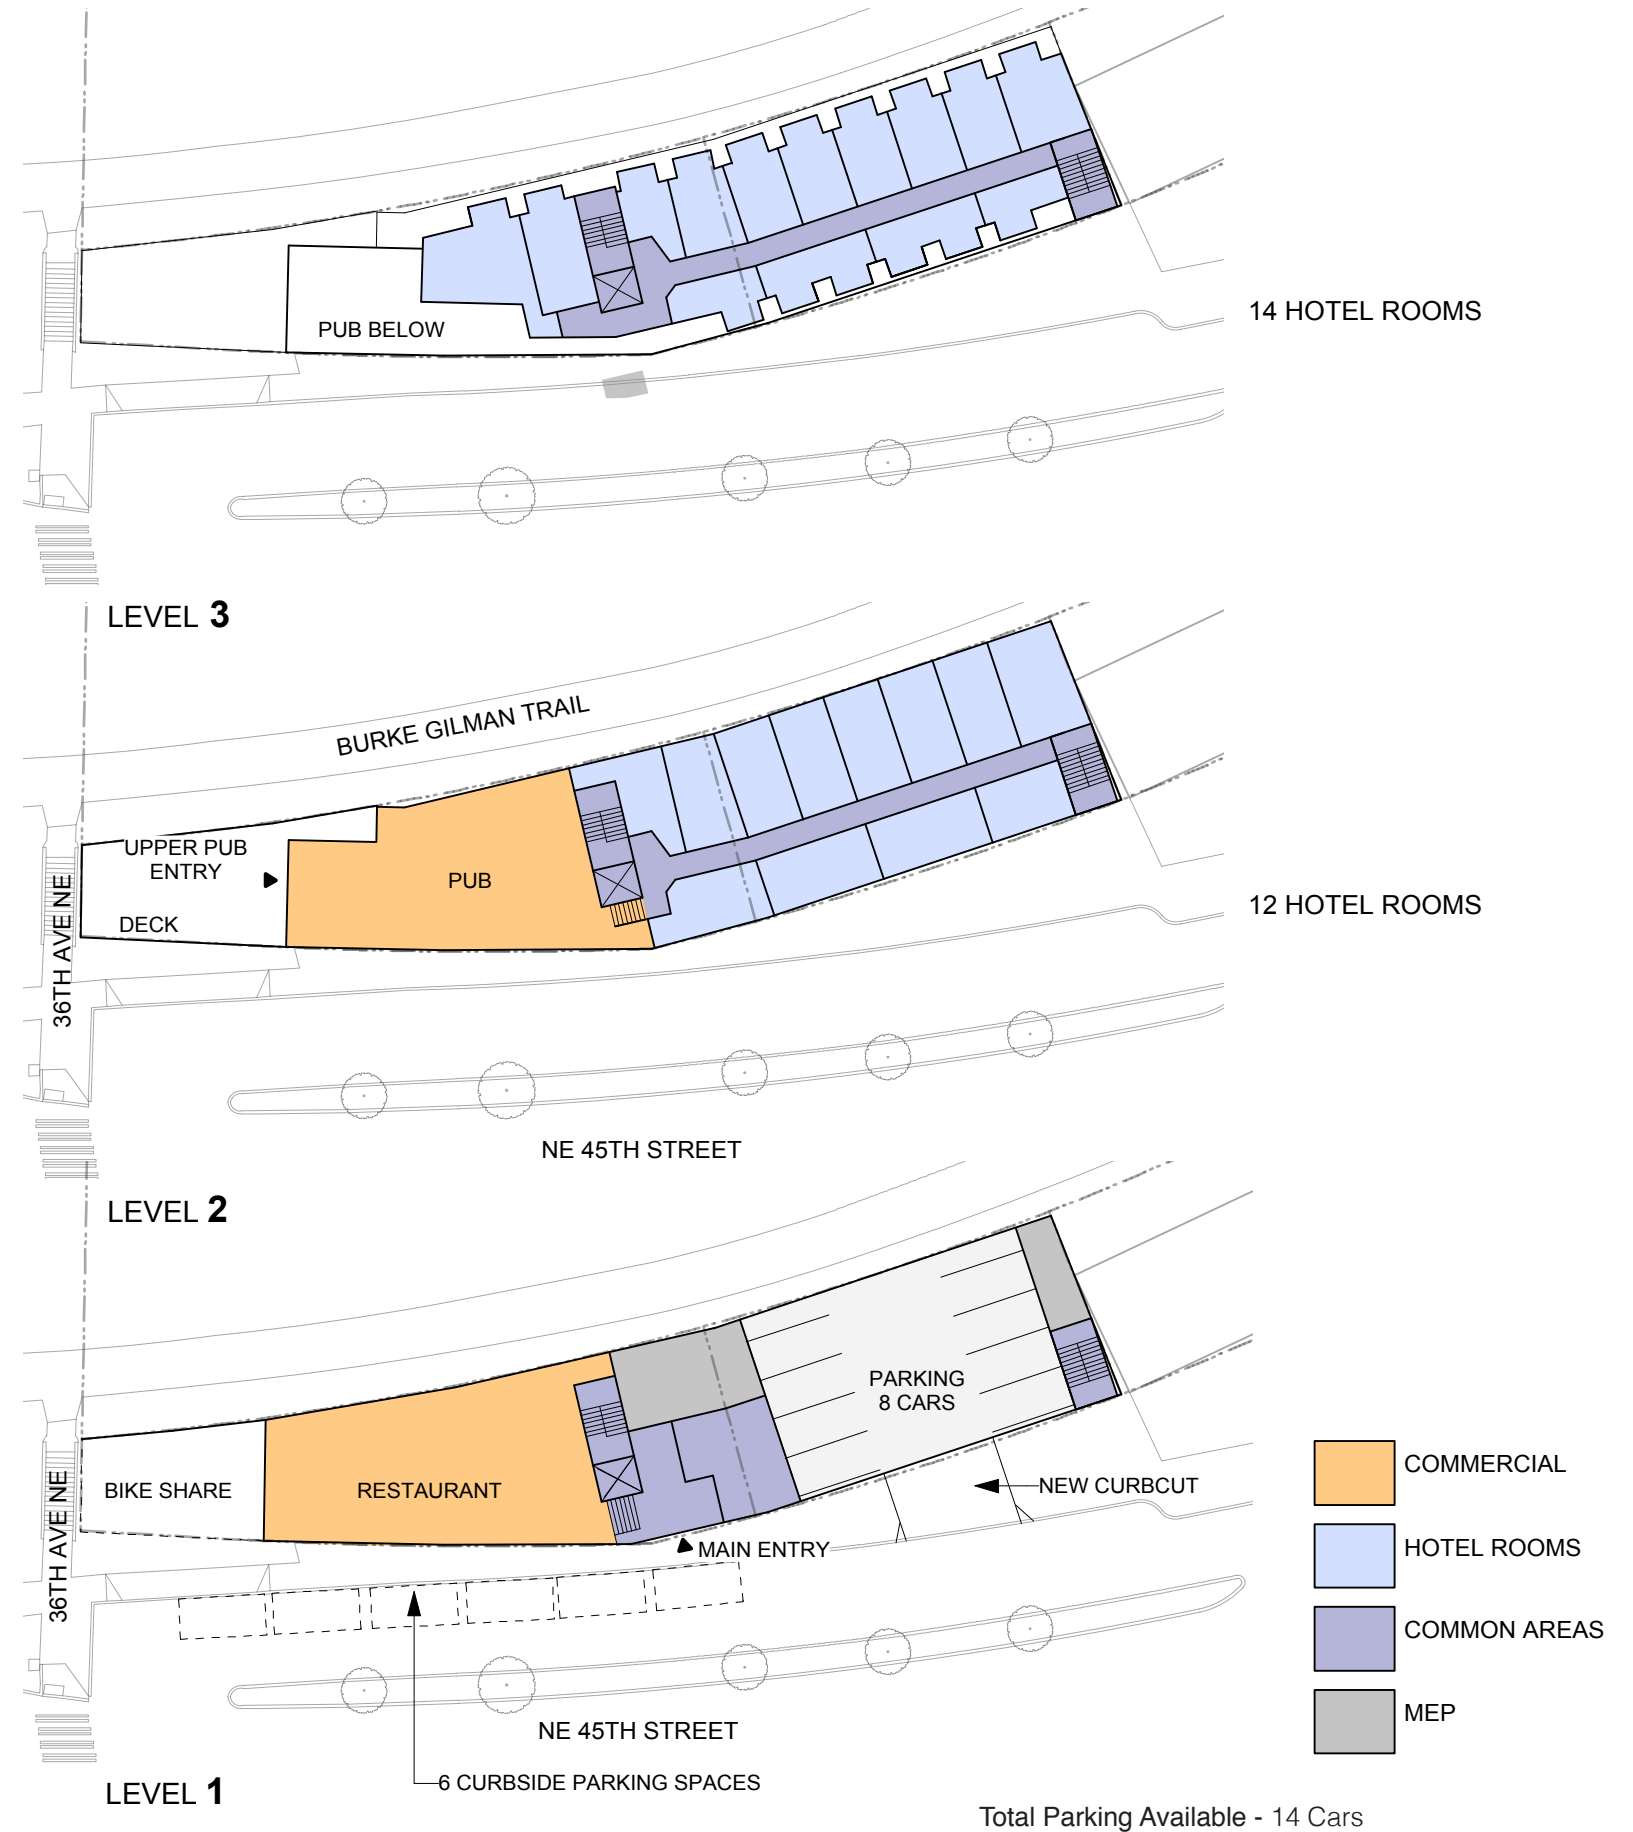 PUB BELOW
14 HOTEL ROOMS
LEVEL 3
BURKE GILMAN TRAIL
UPPER PUB
ENTRY
DECK
PUB
36TH AVE NE
12 HOTEL ROOMS
NE 45TH STREET
LEVEL 2
PARKING
8 CARS
BIKE SHARE
RESTAURANT
NEW CURBCUT
MAIN ENTRY
36TH AVE NE
NE 45TH STREET
6 CURBSIDE PARKING SPACES
LEVEL 1
COMMERCIAL
HOTEL ROOMS
COMMON AREAS
MEP
Total Parking Available - 14 Cars